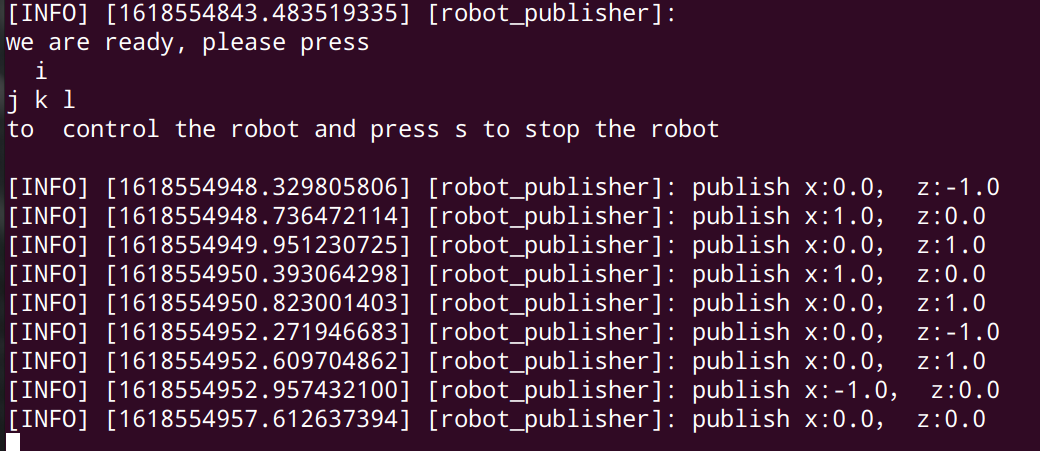 [INFO] [1618554843.483519335] [robot_publisher]:
we are ready, please press
  i
j k l
to  control the robot and press s to stop the robot
[INFO] [1618554948.329805806] [robot_publisher]: publish x:0.0,  z:-1.0
[INFO] [1618554948.736472114] [robot_publisher]: publish x:1.0,  z:0.0
[INFO] [1618554949.951230725] [robot_publisher]: publish x:0.0,  z:1.0
[INFO] [1618554950.393064298] [robot_publisher]: publish x:1.0,  z:0.0
[INFO] [1618554950.823001403] [robot_publisher]: publish x:0.0,  z:1.0
[INFO] [1618554952.271946683] [robot_publisher]: publish x:0.0,  z:-1.0
[INFO] [1618554952.609704862] [robot_publisher]: publish x:0.0,  z:1.0
[INFO] [1618554952.957432100] [robot_publisher]: publish x:-1.0,  z:0.0
[INFO] [1618554957.612637394] [robot_publisher]: publish x:0.0,  z:0.0